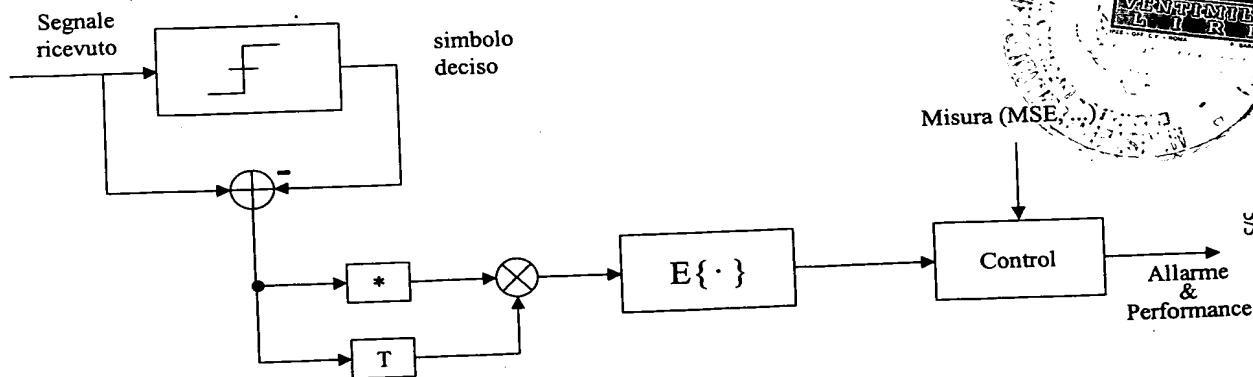 Segnale
ricevuto
simbolo
deciso
-
*
T
E{ · }
Misura (MSE, ...)
Control
Allarme
&
Performance